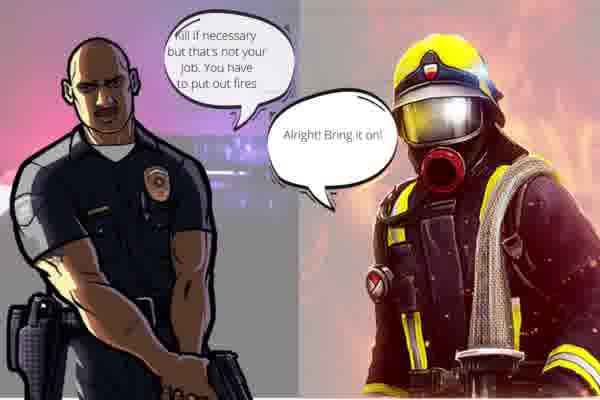 Kill if necessary
but that's not your
job. You have
to put out fires
Alright! Bring it on!